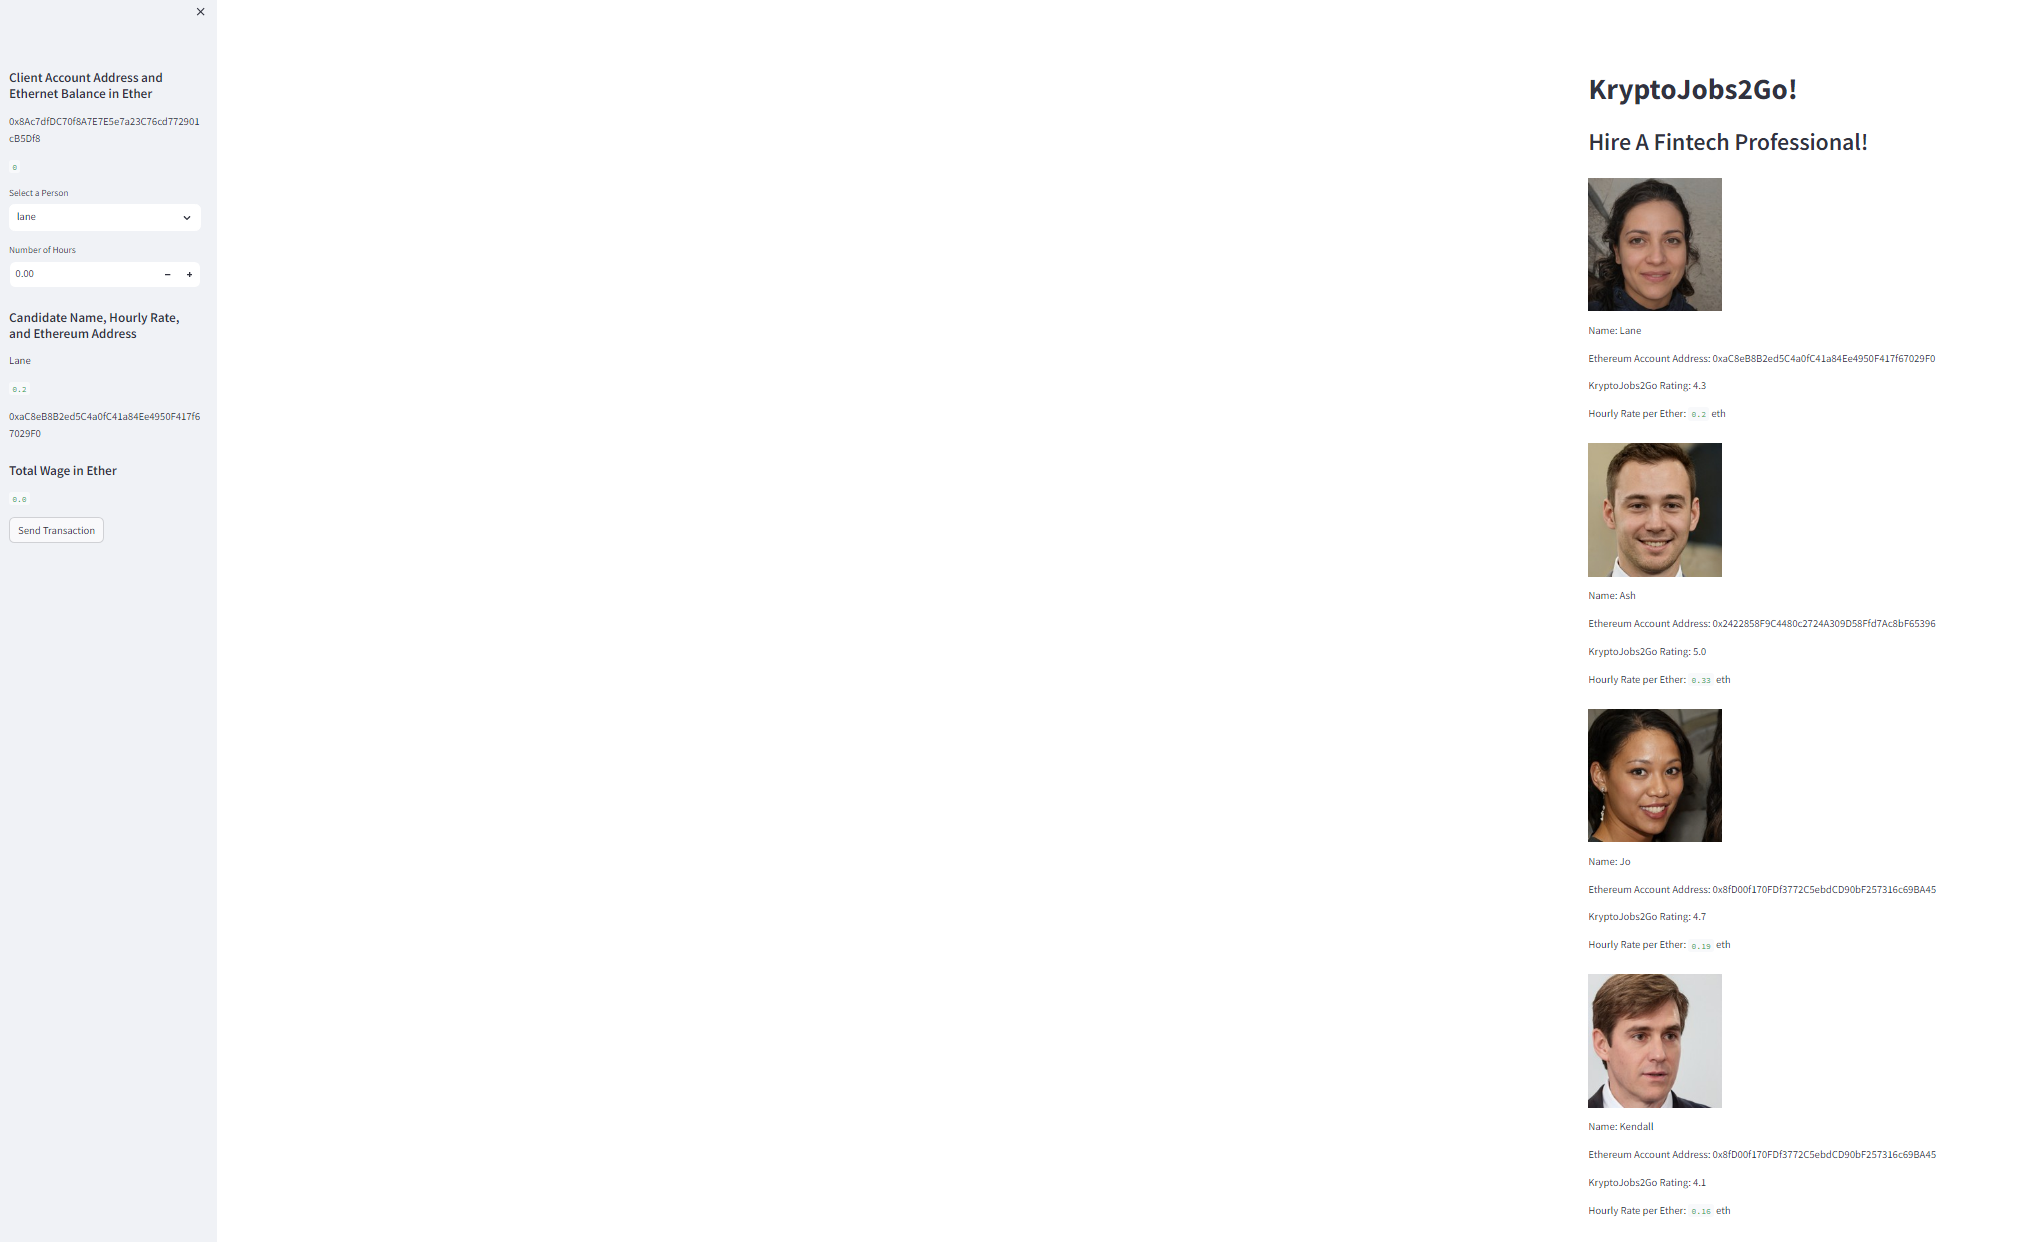 Client Account Address and
Ethernet Balance in Ether
0x8Ac7dfDC70f8A7E7E5e7a23C76cd772901
cB5Df8
0
Select a Person
lane
Number of Hours
0.00
Candidate Name, Hourly Rate,
and Ethereum Address
Lane
0.2
0xaC8eB8B2ed5C4a0fC41a84Ee4950F417f6
7029F0
Total Wage in Ether
0.0
Send Transaction
KryptoJobs2Go!
Hire A Fintech Professional!
Name: Lane
Ethereum Account Address: 0xaC8eB8B2ed5C4a0fC41a84Ee4950F417f67029F0
KryptoJobs2Go Rating: 4.3
Hourly Rate per Ether: 0.2 eth
Name: Ash
Ethereum Account Address: 0x2422858F9C4480c2724A309D58Ffd7Ac8bF65396
KryptoJobs2Go Rating: 5.0
Hourly Rate per Ether: 0.33 eth
Name: Jo
Ethereum Account Address: 0x8fD00f170FDf3772C5ebdCD90bF257316c69BA45
KryptoJobs2Go Rating: 4.7
Hourly Rate per Ether: 0.19 eth
Name: Kendall
Ethereum Account Address: 0x8fD00f170FDf3772C5ebdCD90bF257316c69BA45
KryptoJobs2Go Rating: 4.1
Hourly Rate per Ether: 0.16 eth